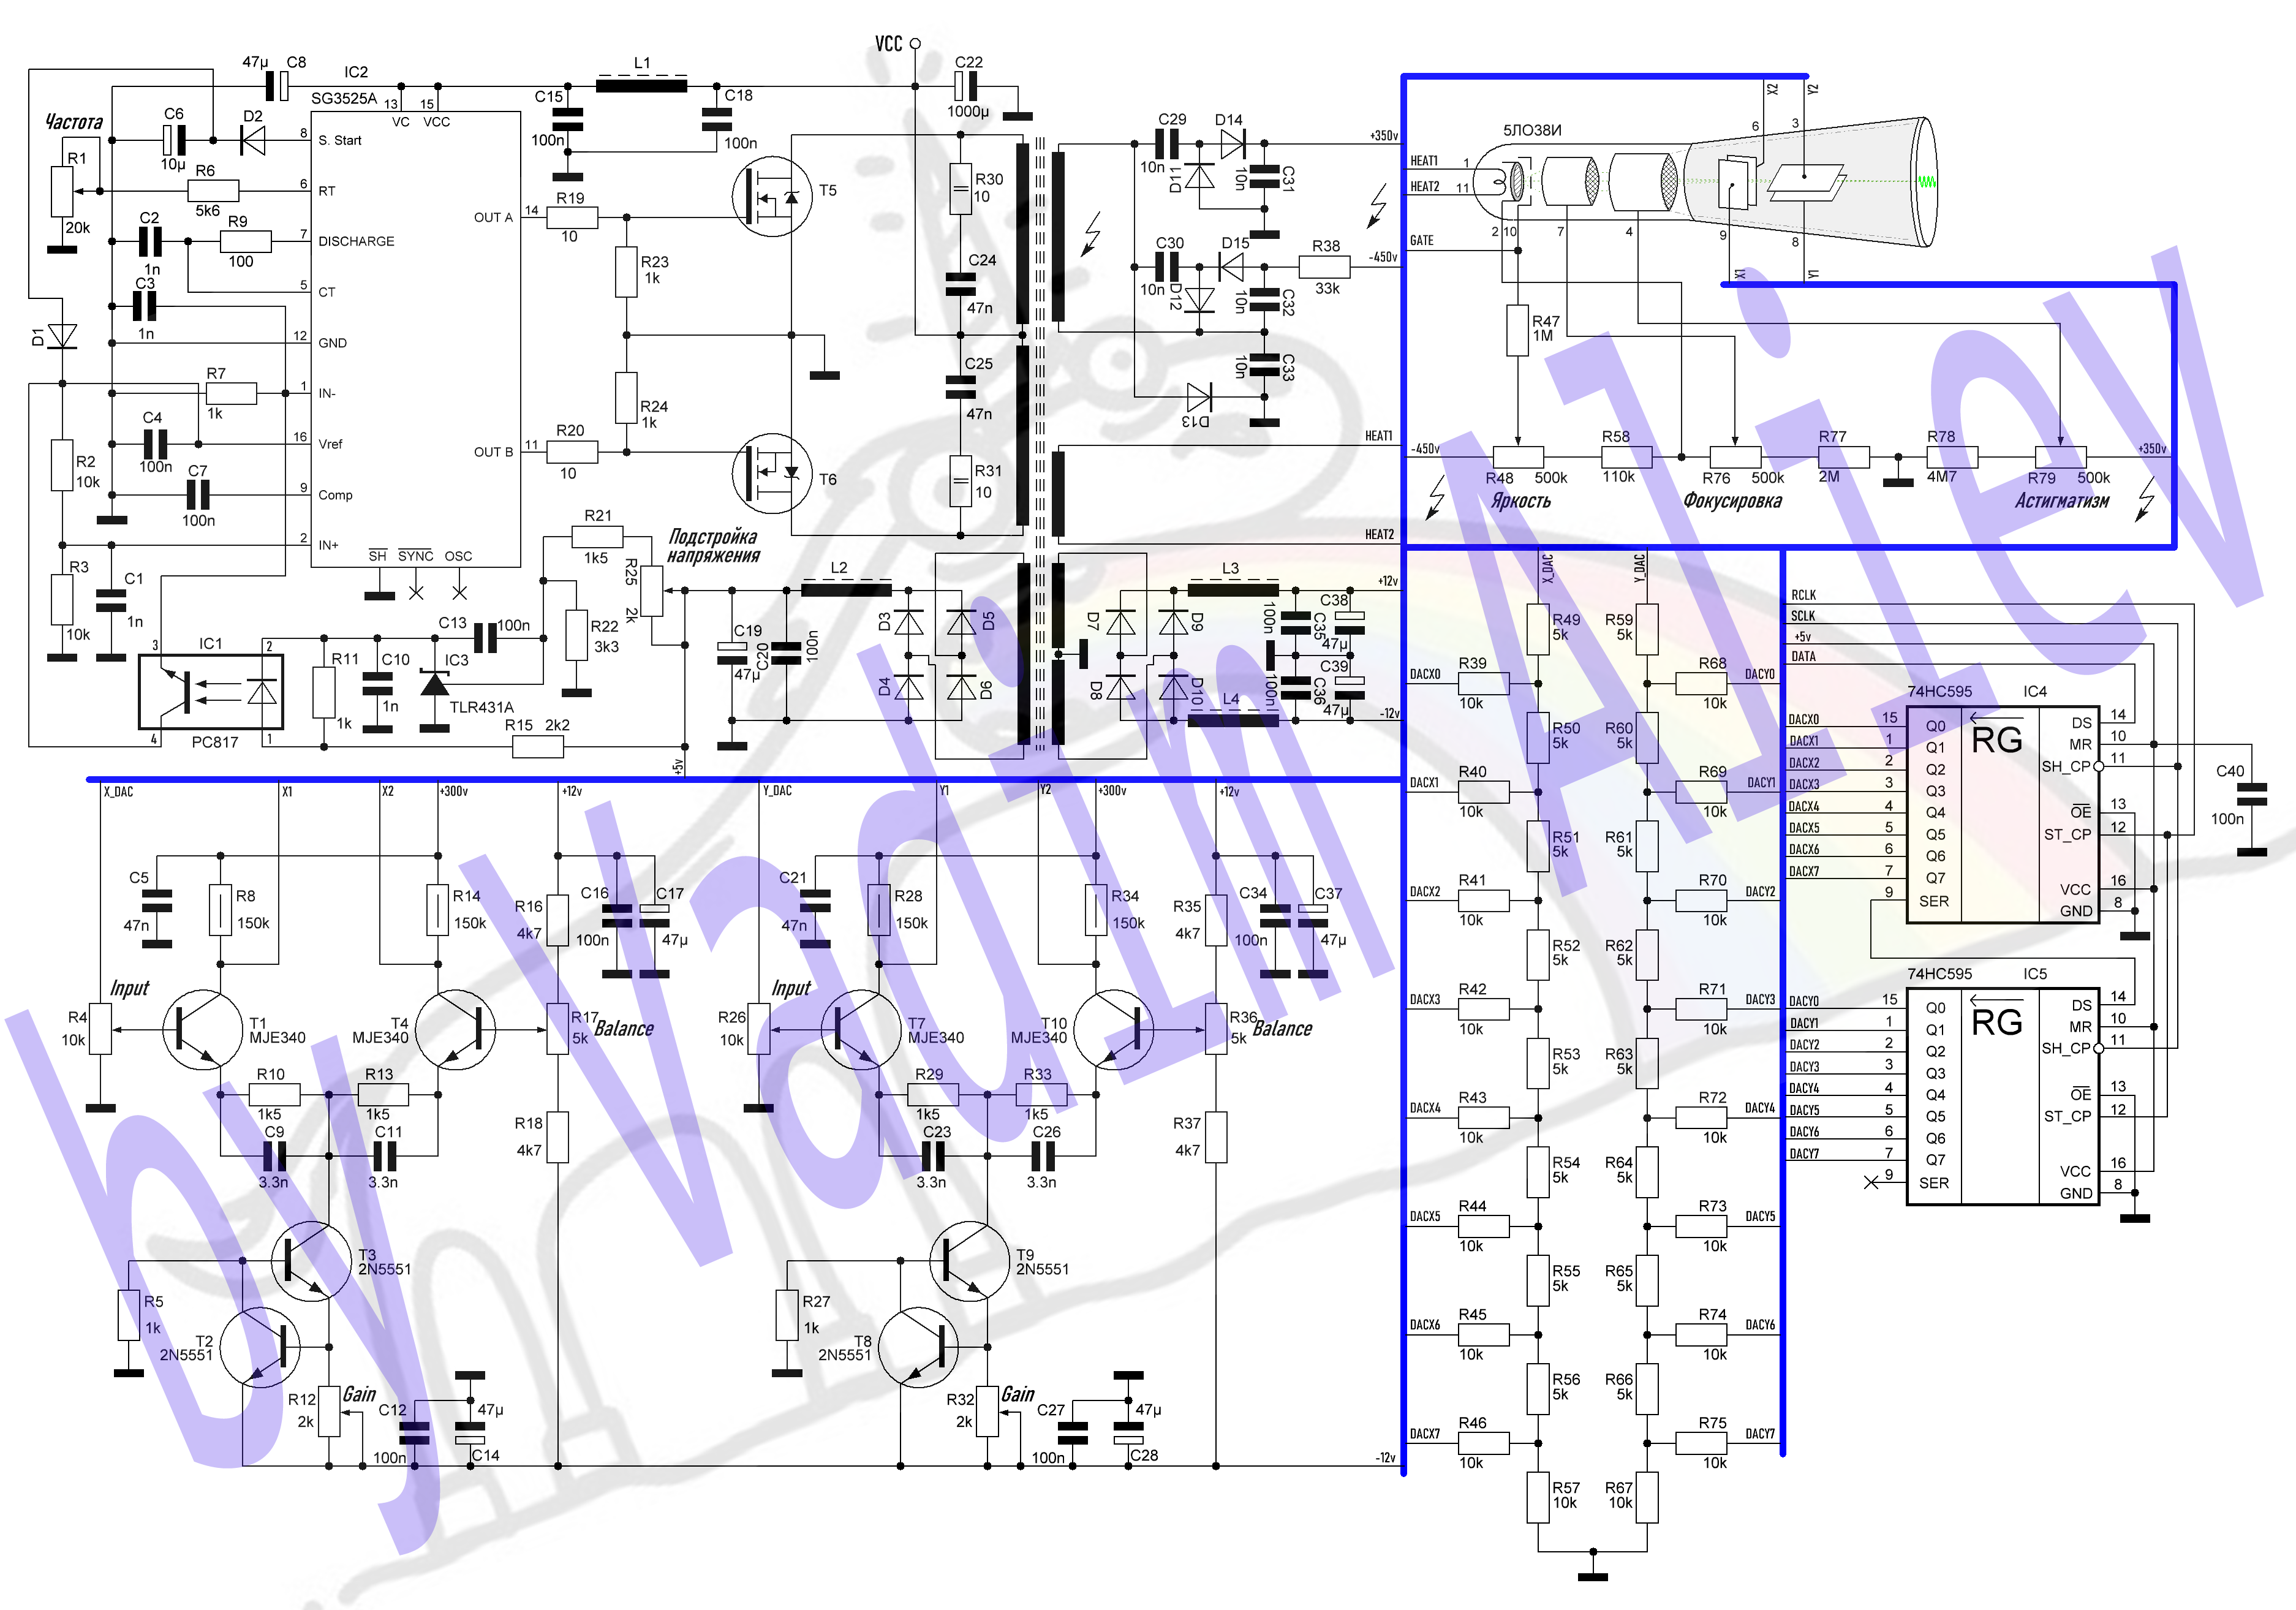 VCC
47µ C8
IC2
SG3525A
L1
C22
1000µ
C15
100n
C18
100n
13 15
VC VCC
Частота
R1
20k
C6
10µ
D2
8 S. Start
R6
5k6
6 RT
C2
1n
R9
100
7 DISCHARGE
C3
1n
5 CT
12 GND
D1
R7
1k
1 IN-
C4
100n
16 Vref
R2
10k
C7
100n
9 Comp
2 IN+
R3
10k
C1
1n
SH SYNC OSC
OUT A 14
R19
10
R23
1k
R24
1k
OUT B 11
R20
10
T5
T6
R30
10
C24
47n
C25
47n
R31
10
R21
1k5
Подстройка
напряжения
R25
2k
R22
3k3
C13 100n
IC1
3 2
4 1
PC817
R11
1k
C10
1n
IC3
TLR431A
R15 2k2
+5v
C19
47µ
C20
100n
L2
D3 D5
D4 D6
C29
10n
D14
D11
10n C31
+350v
C30
10n
D15
D12
10n C32
R38
33k
-450v
10n C33
D13
HEAT1
HEAT2
L3
+12v
D7 D9
D8 D10
100n C35
C38
47µ
100n C36
C39
47µ
L4
-12v
5ЛО38И
HEAT1 1
HEAT2 11
GATE
2 10 7 4
X2 Y2
6 3
9 8
X1 Y1
R47
1M
-450v
R48 500k
Яркость
R58
110k
R76 500k
Фокусировка
R77
2M
R78
4M7
R79 500k
Астигматизм
+350v
X_DAC X1 X2 +300v +12v
C5
47n
R8
150k
R14
150k
R16
4k7
C16
100n
C17
47µ
Input
R4
10k
T1
MJE340
T4
MJE340
R17
5k
Balance
R10
1k5
R13
1k5
C9
3.3n
C11
3.3n
R18
4k7
T3
2N5551
R5
1k
T2
2N5551
R12
2k
Gain
C12
100n
47µ
C14
Y_DAC Y1 Y2 +300v +12v
C21
47n
R28
150k
R34
150k
R35
4k7
C34
100n
C37
47µ
Input
R26
10k
T7
MJE340
T10
MJE340
R36
5k
Balance
R29
1k5
R33
1k5
C23
3.3n
C26
3.3n
R37
4k7
T9
2N5551
R27
1k
T8
2N5551
R32
2k
Gain
C27
100n
47µ
C28
-12v
X_DAC Y_DAC
R49
5k
R59
5k
DACX0 R39
10k
R68
10k
DACY0
R50
5k
R60
5k
DACX1 R40
10k
R69
10k
DACY1
R51
5k
R61
5k
DACX2 R41
10k
R70
10k
DACY2
R52
5k
R62
5k
DACX3 R42
10k
R71
10k
DACY3
R53
5k
R63
5k
DACX4 R43
10k
R72
10k
DACY4
R54
5k
R64
5k
DACX5 R44
10k
R73
10k
DACY5
R55
5k
R65
5k
DACX6 R45
10k
R74
10k
DACY6
R56
5k
R66
5k
DACX7 R46
10k
R75
10k
DACY7
R57
10k
R67
10k
RCLK
SCLK
+5v
DATA
74HC595 IC4
RG
DACX0 15 Q0
DACX1 1 Q1
DACX2 2 Q2
DACX3 3 Q3
DACX4 4 Q4
DACX5 5 Q5
DACX6 6 Q6
DACX7 7 Q7
9 SER
DS 14
MR 10
SH_CP 11
OE 13
ST_CP 12
VCC 16
GND 8
C40
100n
74HC595 IC5
RG
DACY0 15 Q0
DACY1 1 Q1
DACY2 2 Q2
DACY3 3 Q3
DACY4 4 Q4
DACY5 5 Q5
DACY6 6 Q6
DACY7 7 Q7
9 SER
DS 14
MR 10
SH_CP 11
OE 13
ST_CP 12
VCC 16
GND 8
by Vadim Aliev